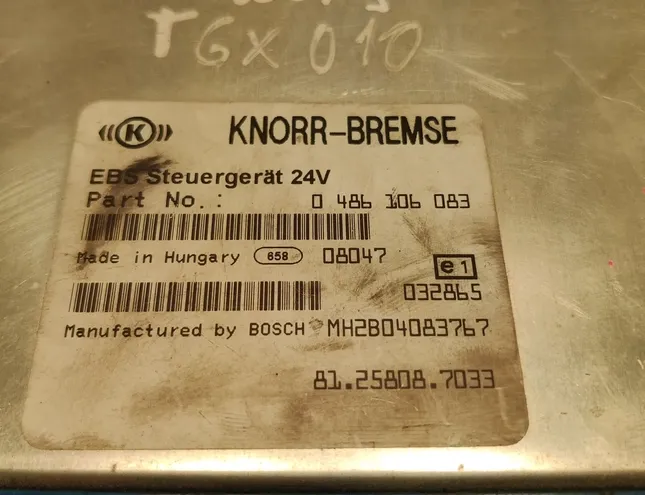 TGX 010
((K)) KNORR-BREMSE
EBS Steuergerät 24V
Part No.: 0 486 106 083
Made in Hungary 658 08047 e1
032865
Manufactured by BOSCH MH2B04083767
81.25808.7033